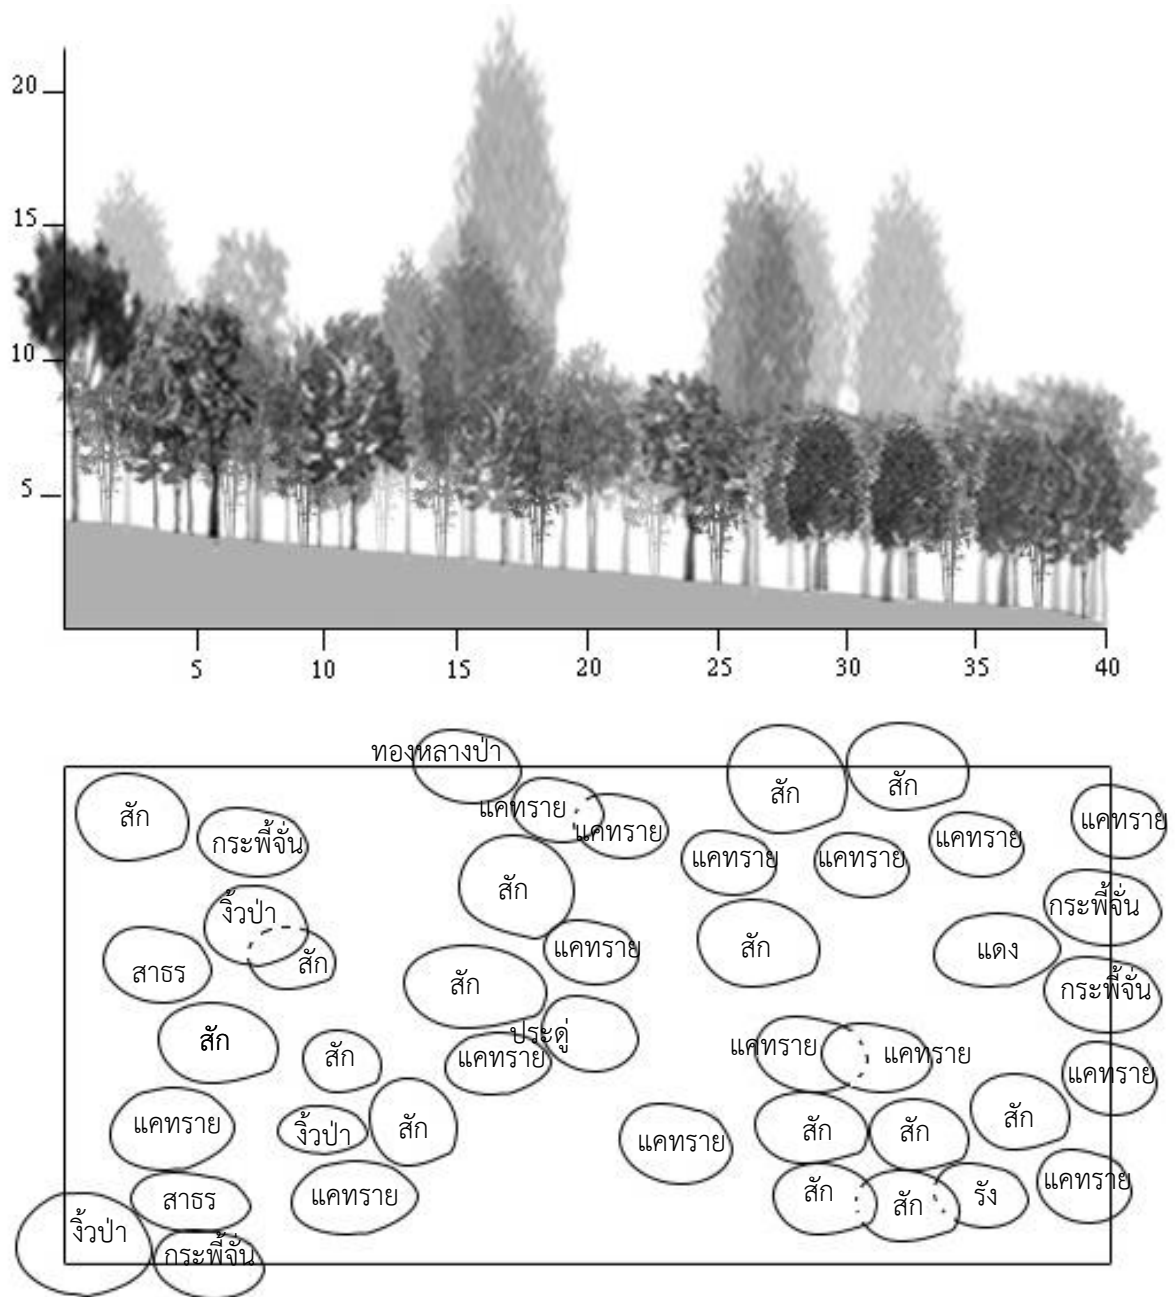 20
15
10
5
5 10 15 20 25 30 35 40
ทองหลางป่า
สัก
กระพี้จั่น
แคทราย
แคทราย
สัก
สัก
แคทราย
แคทราย
แคทราย
แคทราย
งิ้วป่า
สัก
สาธร
สัก
แคทราย
สัก
สัก
แดง
กระพี้จั่น
กระพี้จั่น
สัก
สัก
ประดู่
แคทราย
แคทราย
แคทราย
แคทราย
แคทราย
งิ้วป่า
สัก
แคทราย
สัก
สัก
สัก
สาธร
แคทราย
สัก
สัก
รัง
แคทราย
งิ้วป่า
กระพี้จั่น